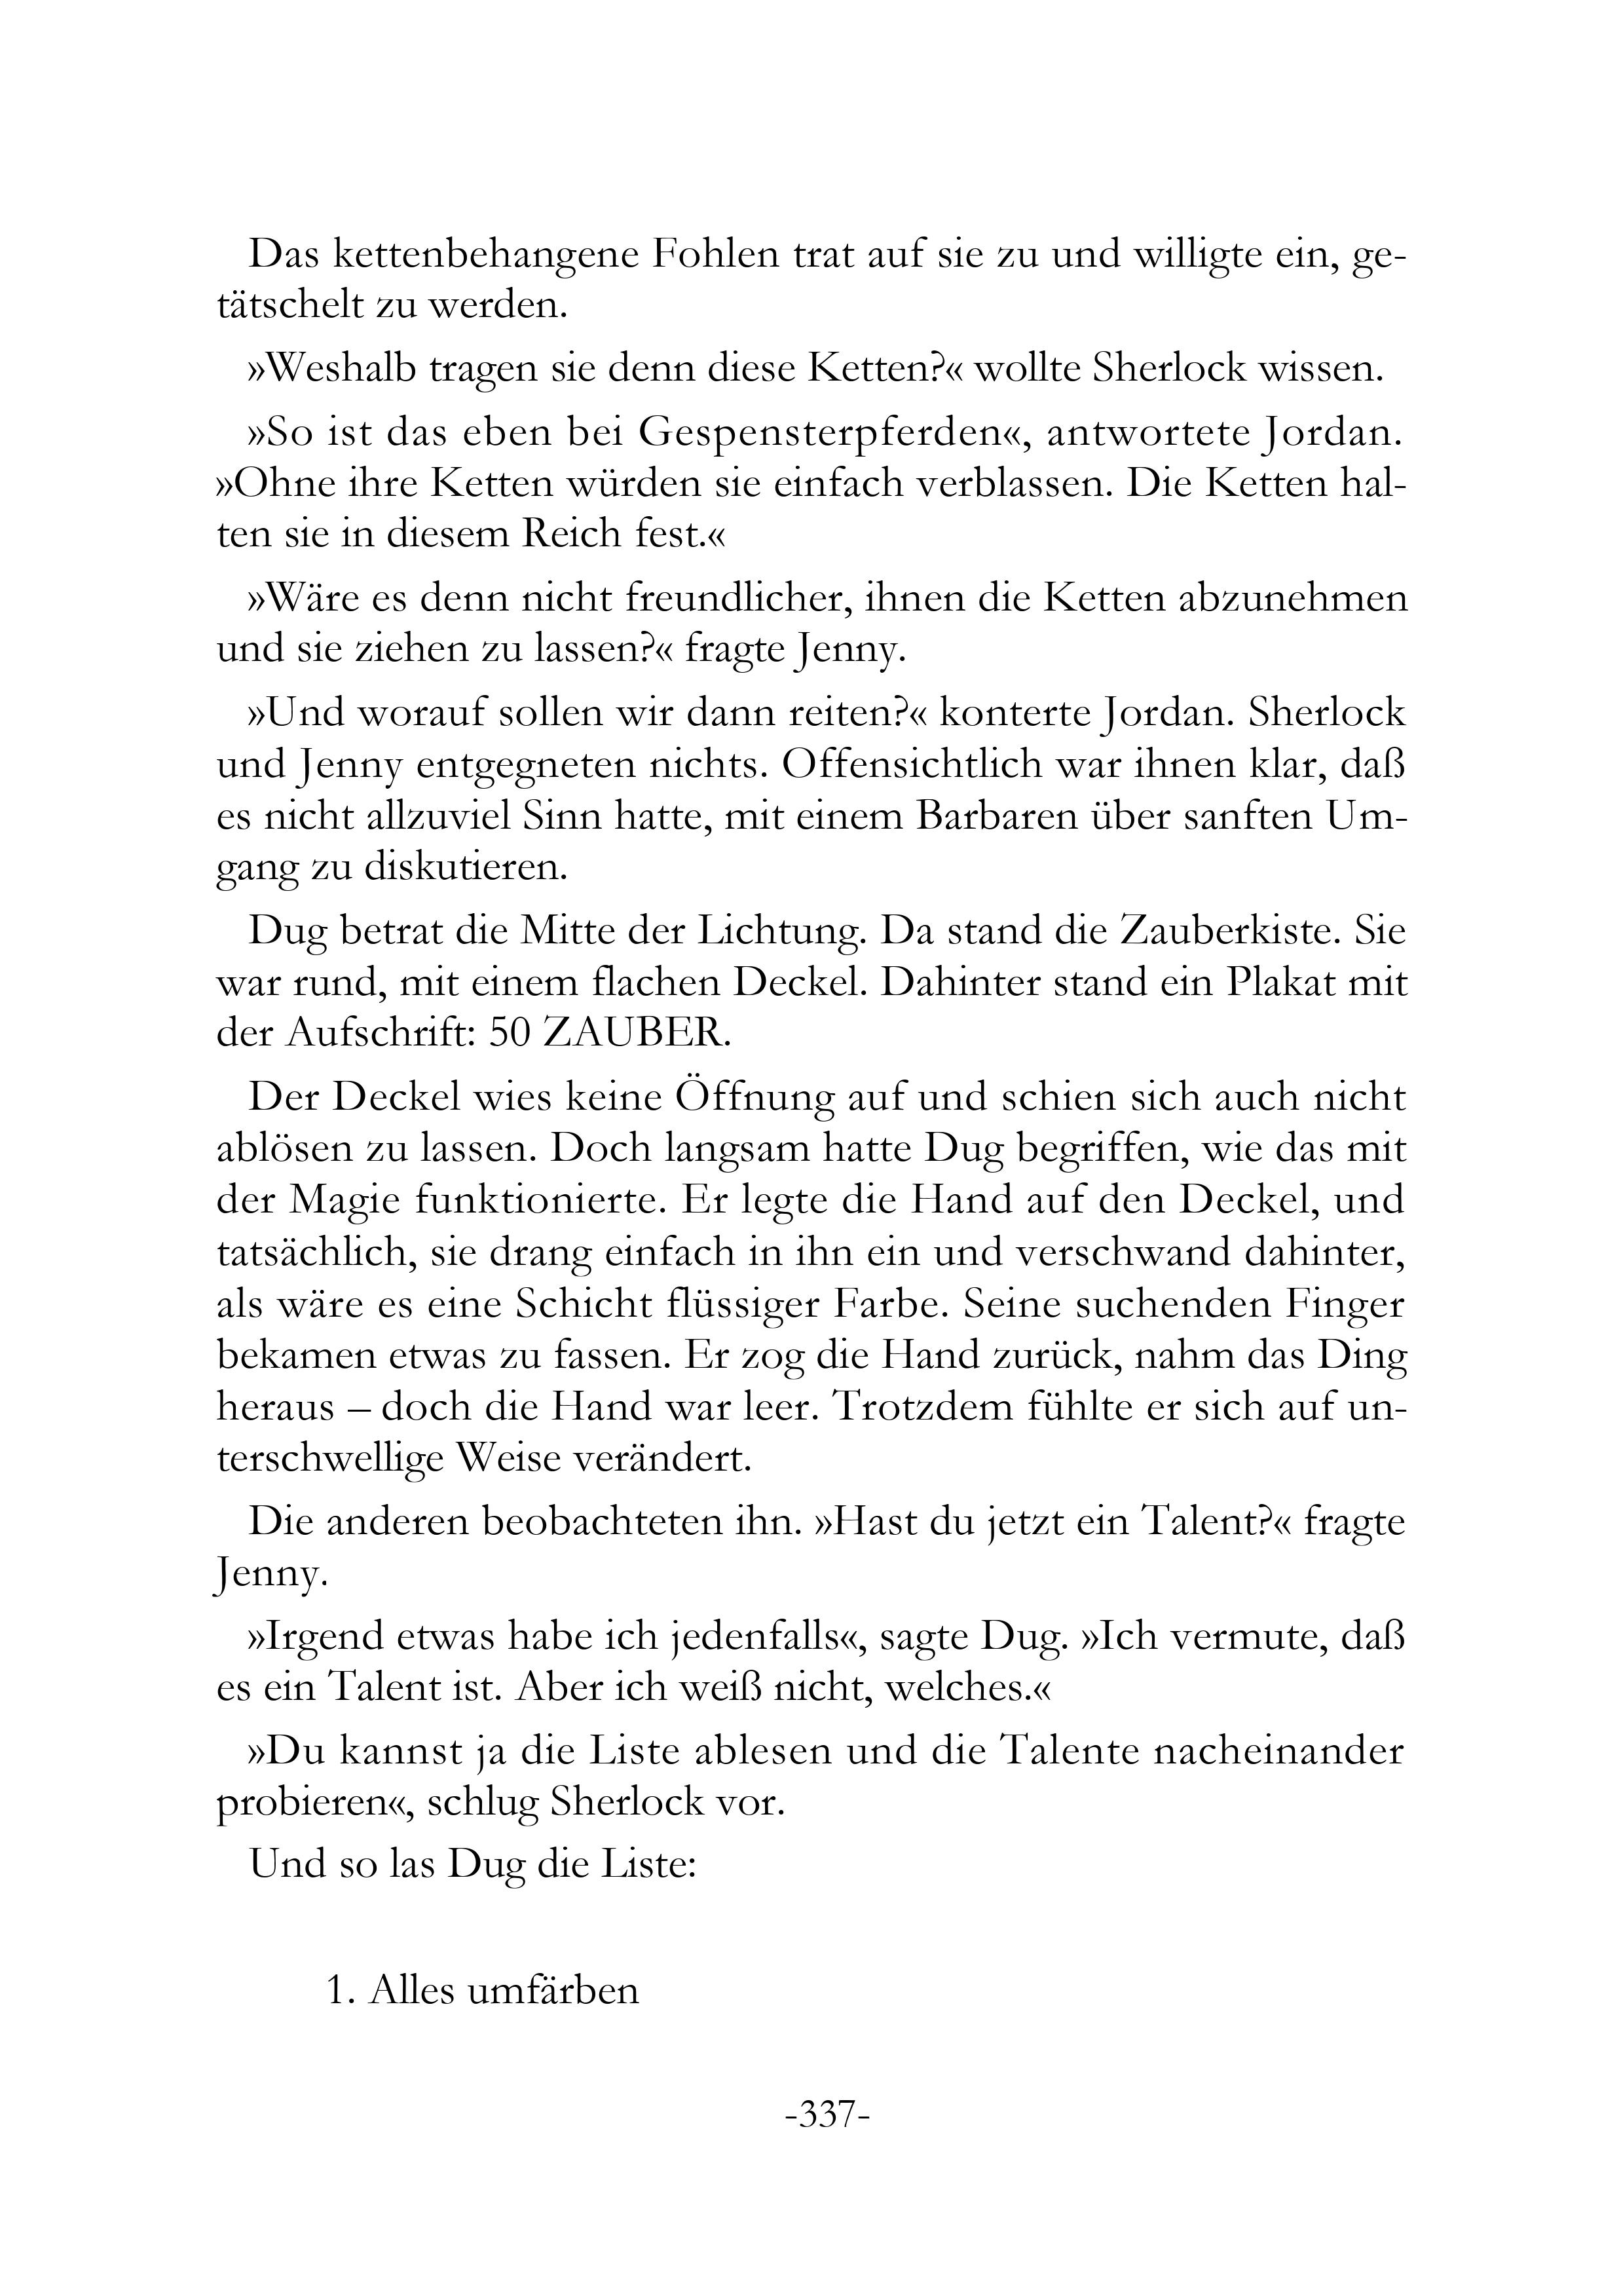 Das kettenbehangene Fohlen trat auf sie zu und willigte ein, ge-
tätschelt zu werden.
»Weshalb tragen sie denn diese Ketten?« wollte Sherlock wissen.
»So ist das eben bei Gespensterpferden«, antwortete Jordan.
»Ohne ihre Ketten würden sie einfach verblassen. Die Ketten hal-
ten sie in diesem Reich fest.«
»Wäre es denn nicht freundlicher, ihnen die Ketten abzunehmen
und sie ziehen zu lassen?« fragte Jenny.
»Und worauf sollen wir dann reiten?« konterte Jordan. Sherlock
und Jenny entgegneten nichts. Offensichtlich war ihnen klar, daß
es nicht allzuviel Sinn hatte, mit einem Barbaren über sanften Um-
gang zu diskutieren.
Dug betrat die Mitte der Lichtung. Da stand die Zauberkiste. Sie
war rund, mit einem flachen Deckel. Dahinter stand ein Plakat mit
der Aufschrift: 50 ZAUBER.
Der Deckel wies keine Öffnung auf und schien sich auch nicht
ablösen zu lassen. Doch langsam hatte Dug begriffen, wie das mit
der Magie funktionierte. Er legte die Hand auf den Deckel, und
tatsächlich, sie drang einfach in ihn ein und verschwand dahinter,
als wäre es eine Schicht flüssiger Farbe. Seine suchenden Finger
bekamen etwas zu fassen. Er zog die Hand zurück, nahm das Ding
heraus – doch die Hand war leer. Trotzdem fühlte er sich auf un-
terschwellige Weise verändert.
Die anderen beobachteten ihn. »Hast du jetzt ein Talent?« fragte
Jenny.
»Irgend etwas habe ich jedenfalls«, sagte Dug. »Ich vermute, daß
es ein Talent ist. Aber ich weiß nicht, welches.«
»Du kannst ja die Liste ablesen und die Talente nacheinander
probieren«, schlug Sherlock vor.
Und so las Dug die Liste:
1. Alles umfärben
-337-